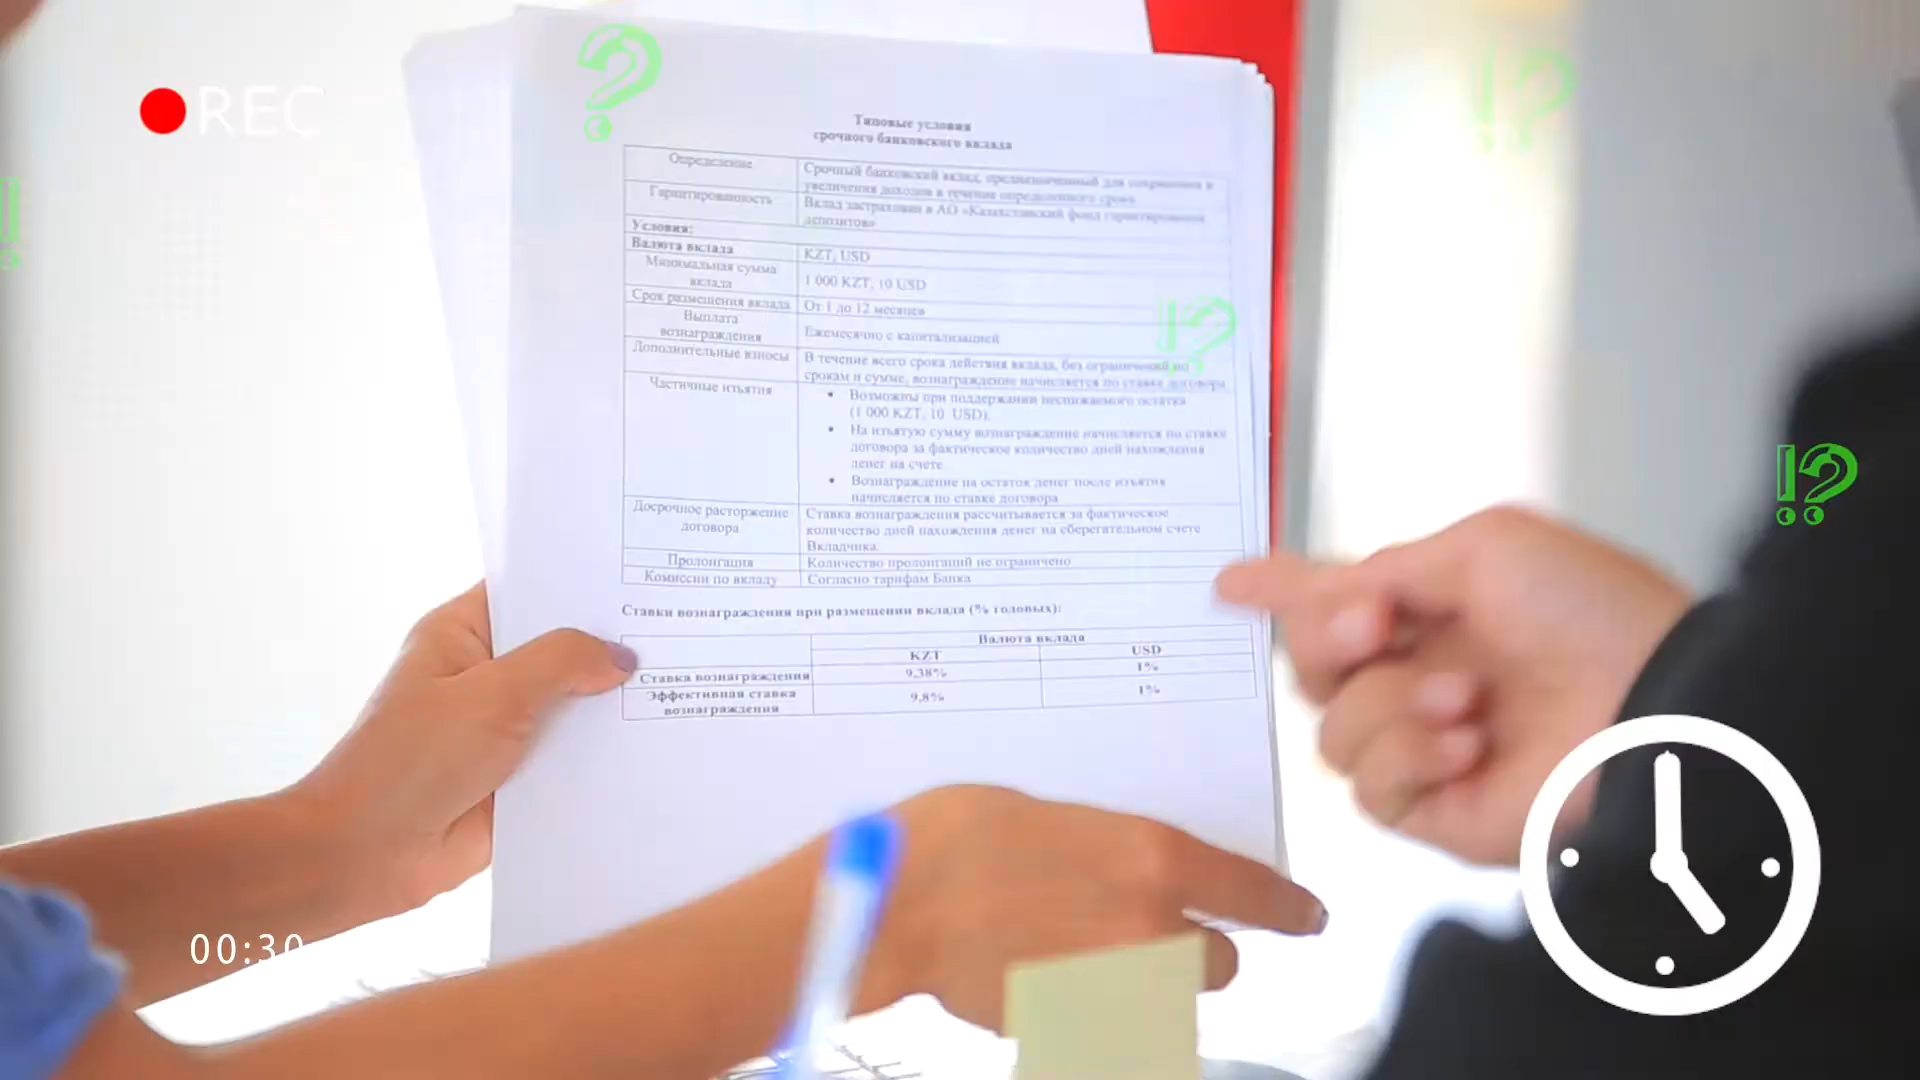 REC
Типовые условия
срочного банковского вклада
Определение
Срочный банковский вклад, предназначенный для сохранения и
увеличения доходов в течение определенного срока
Гарантированность
Вклад застрахован в АО «Казахстанский фонд гарантирования
депозитов»
Условия:
Валюта вклада
KZT, USD
Минимальная сумма
вклада
1 000 KZT, 10 USD
Срок размещения вклада
От 1 до 12 месяцев
Выплата
вознаграждения
Ежемесячно с капитализацией
Дополнительные взносы
В течение всего срока действия вклада, без ограничений по
срокам и сумме, вознаграждение начисляется по ставке договора
Частичные изъятия
• Возможны при поддержании неснижаемого остатка
(1 000 KZT, 10 USD).
• На изъятую сумму вознаграждение начисляется по ставке
договора за фактическое количество дней нахождения
денег на счете
• Вознаграждение на остаток денег после изъятия
начисляется по ставке договора
Досрочное расторжение
договора
Ставка вознаграждения рассчитывается за фактическое
количество дней нахождения денег на сберегательном счете
Вкладчика.
Пролонгация
Количество пролонгаций не ограничено
Комиссии по вкладу
Согласно тарифам Банка
Ставки вознаграждения при размещении вклада (% годовых):
Валюта вклада
KZT
USD
Ставка вознаграждения
9,38%
1%
Эффективная ставка
вознаграждения
9,8%
1%
00:30
?
!?
!?
!?
!